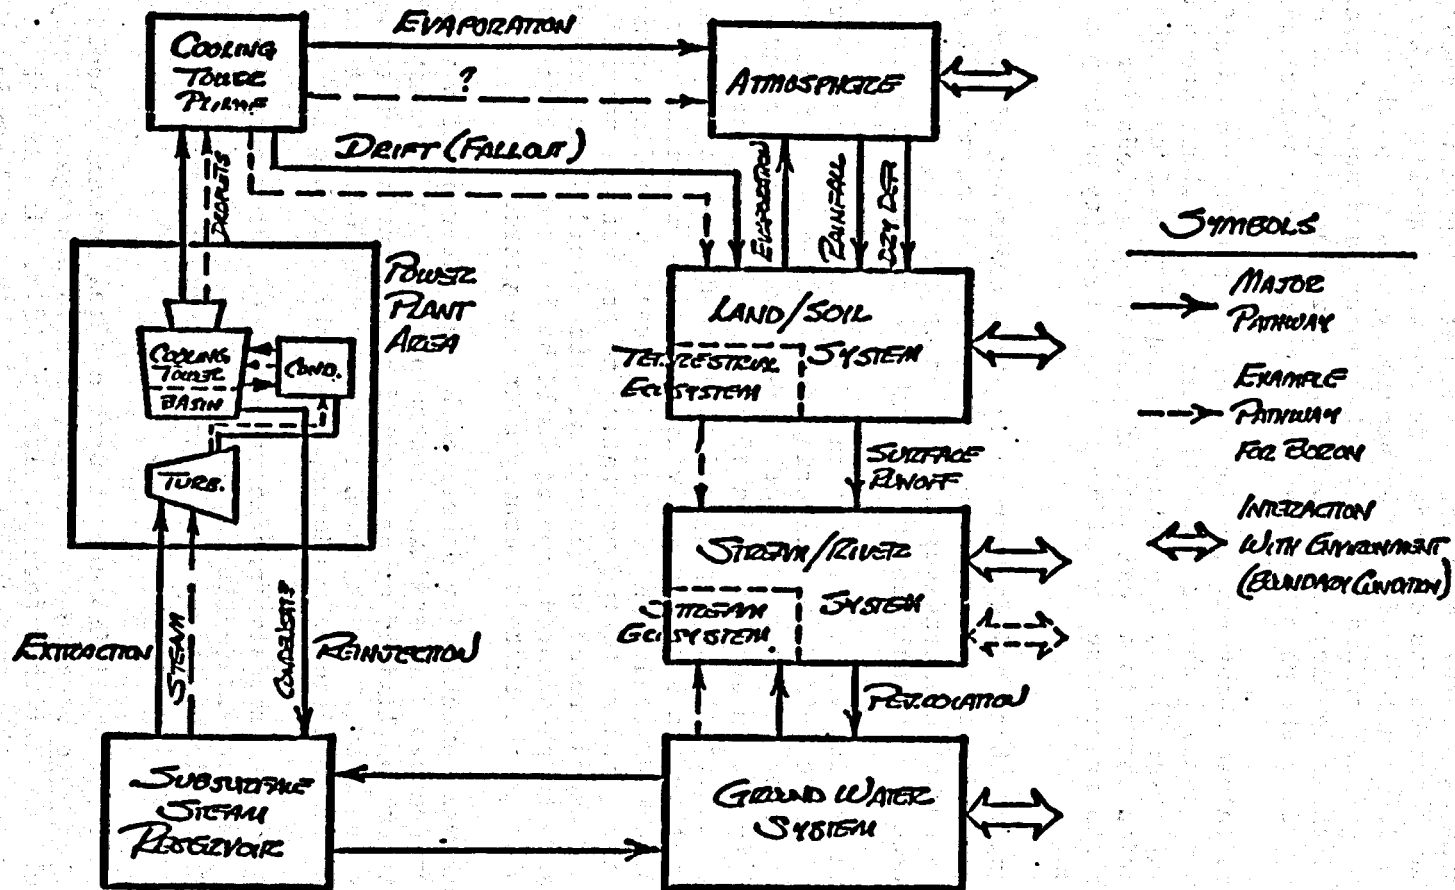 EVAPORATION
COOLING
TOWER
PLUME
?
ATMOSPHERE
DRIFT (FALLOUT)
DROPLETS
EVAPORATION
RAINFALL
DRY DEP.
POWER
PLANT
AREA
COOLING
TOWER
BASIN
COND.
TURB.
LAND/SOIL
SYSTEM
TERRESTRIAL
ECOSYSTEM
SURFACE
RUNOFF
STREAM/RIVER
SYSTEM
STREAM
ECOSYSTEM
EXTRACTION
STEAM
REINJECTION
PERCOLATION
SUBSURFACE
STEAM
RESERVOIR
GROUND WATER
SYSTEM
SYMBOLS
MAJOR
PATHWAY
EXAMPLE
PATHWAY
FOR BORON
INTERACTION
WITH ENVIRONMENT
(BOUNDARY CONDITION)